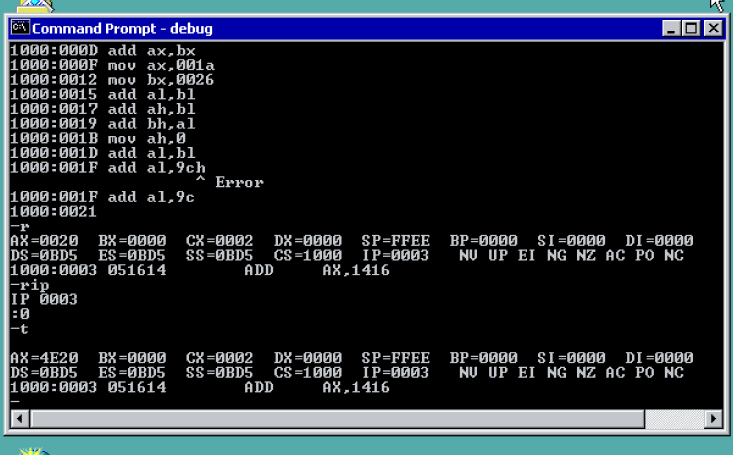 Command Prompt - debug
1000:000D add ax,bx
1000:000F mov ax,001a
1000:0012 mov bx,0026
1000:0015 add al,bl
1000:0017 add ah,bl
1000:0019 add bh,al
1000:001B mov ah,0
1000:001D add al,bl
1000:001F add al,9ch
^ Error
1000:001F add al,9c
1000:0021
-r
AX=0020 BX=0000 CX=0002 DX=0000 SP=FFEE BP=0000 SI=0000 DI=0000
DS=0BD5 ES=0BD5 SS=0BD5 CS=1000 IP=0003 NV UP EI NG NZ AC PO NC
1000:0003 051614 ADD AX,1416
-rip
IP 0003
:0
-t
AX=4E20 BX=0000 CX=0002 DX=0000 SP=FFEE BP=0000 SI=0000 DI=0000
DS=0BD5 ES=0BD5 SS=0BD5 CS=1000 IP=0003 NV UP EI NG NZ AC PO NC
1000:0003 051614 ADD AX,1416
-